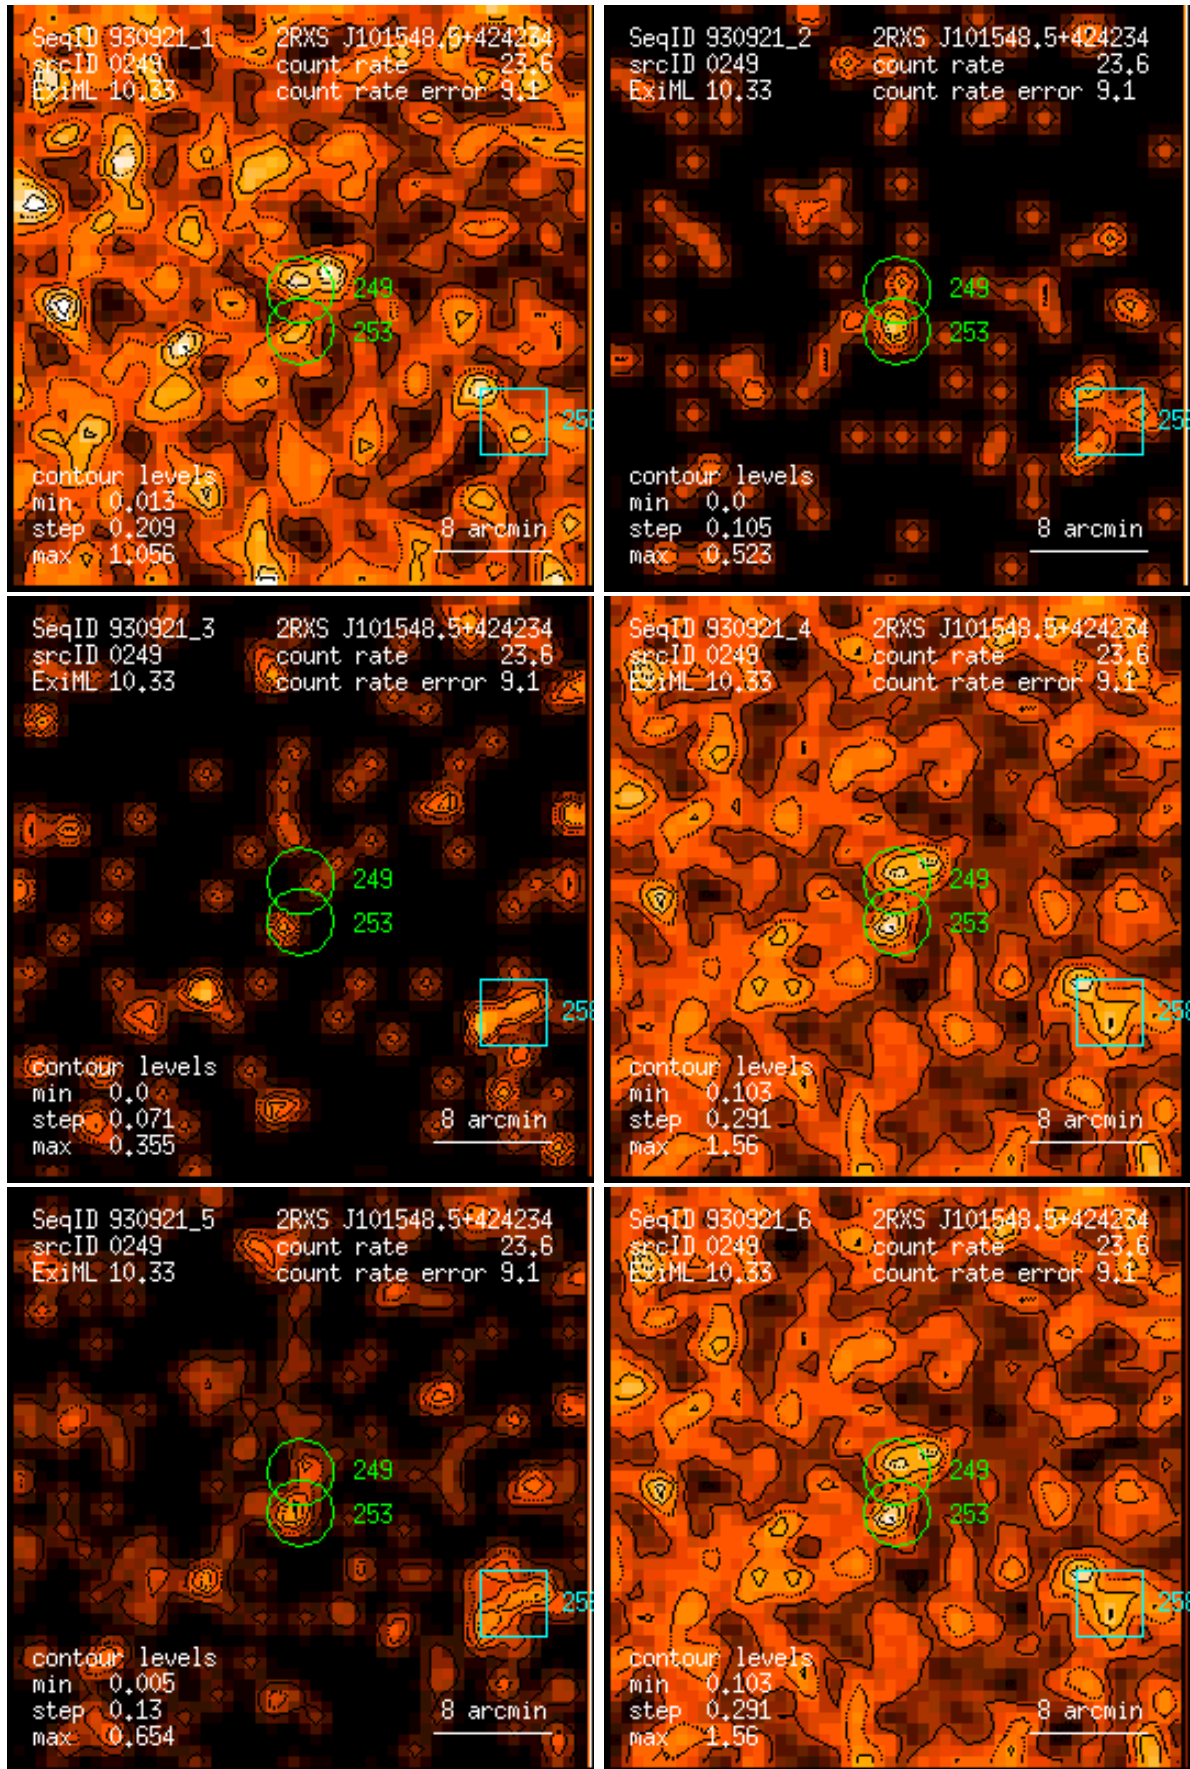 SeqID 930921_1 2RXS J101548.5+424234
srcID 0249 count rate 23.6
ExiML 10.33 count rate error 9.1
249
253
258
contour levels
min 0.013
step 0.209 8 arcmin
max 1.056
SeqID 930921_2 2RXS J101548.5+424234
srcID 0249 count rate 23.6
ExiML 10.33 count rate error 9.1
249
253
258
contour levels
min 0.0
step 0.105 8 arcmin
max 0.523
SeqID 930921_3 2RXS J101548.5+424234
srcID 0249 count rate 23.6
ExiML 10.33 count rate error 9.1
249
253
258
contour levels
min 0.0
step 0.071 8 arcmin
max 0.355
SeqID 930921_4 2RXS J101548.5+424234
srcID 0249 count rate 23.6
ExiML 10.33 count rate error 9.1
249
253
258
contour levels
min 0.103
step 0.291 8 arcmin
max 1.56
SeqID 930921_5 2RXS J101548.5+424234
srcID 0249 count rate 23.6
ExiML 10.33 count rate error 9.1
249
253
258
contour levels
min 0.005
step 0.13 8 arcmin
max 0.654
SeqID 930921_6 2RXS J101548.5+424234
srcID 0249 count rate 23.6
ExiML 10.33 count rate error 9.1
249
253
258
contour levels
min 0.103
step 0.291 8 arcmin
max 1.56